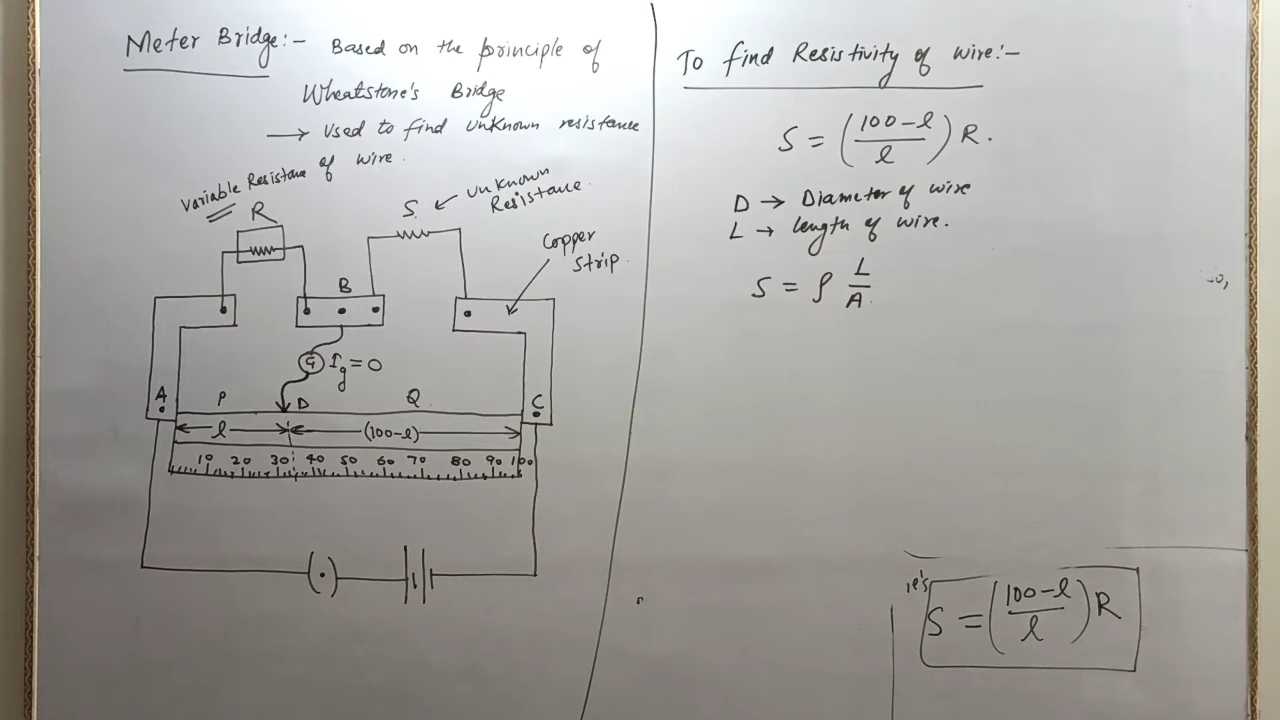 Meter Bridge:- Based on the principle of
Wheatstone's Bridge
→ Used to find unknown resistance
of wire.
Variable Resistance
R
S
← Unknown
Resistance.
Copper
Strip.
B
G Ig = 0
A P D Q C
l (100-l)
10 20 30 40 50 60 70 80 90 100
To find Resistivity of wire:-
S = (100-l / l) R.
D → Diameter of wire
L → length of wire.
S = ρ L/A.
S = (100-l / l) R